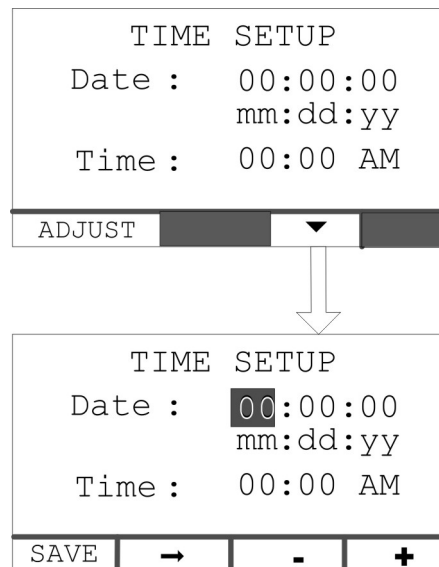 TIME SETUP
Date : 00:00:00
mm:dd:yy
Time : 00:00 AM
ADJUST ▼
TIME SETUP
Date : 00:00:00
mm:dd:yy
Time : 00:00 AM
SAVE → - +